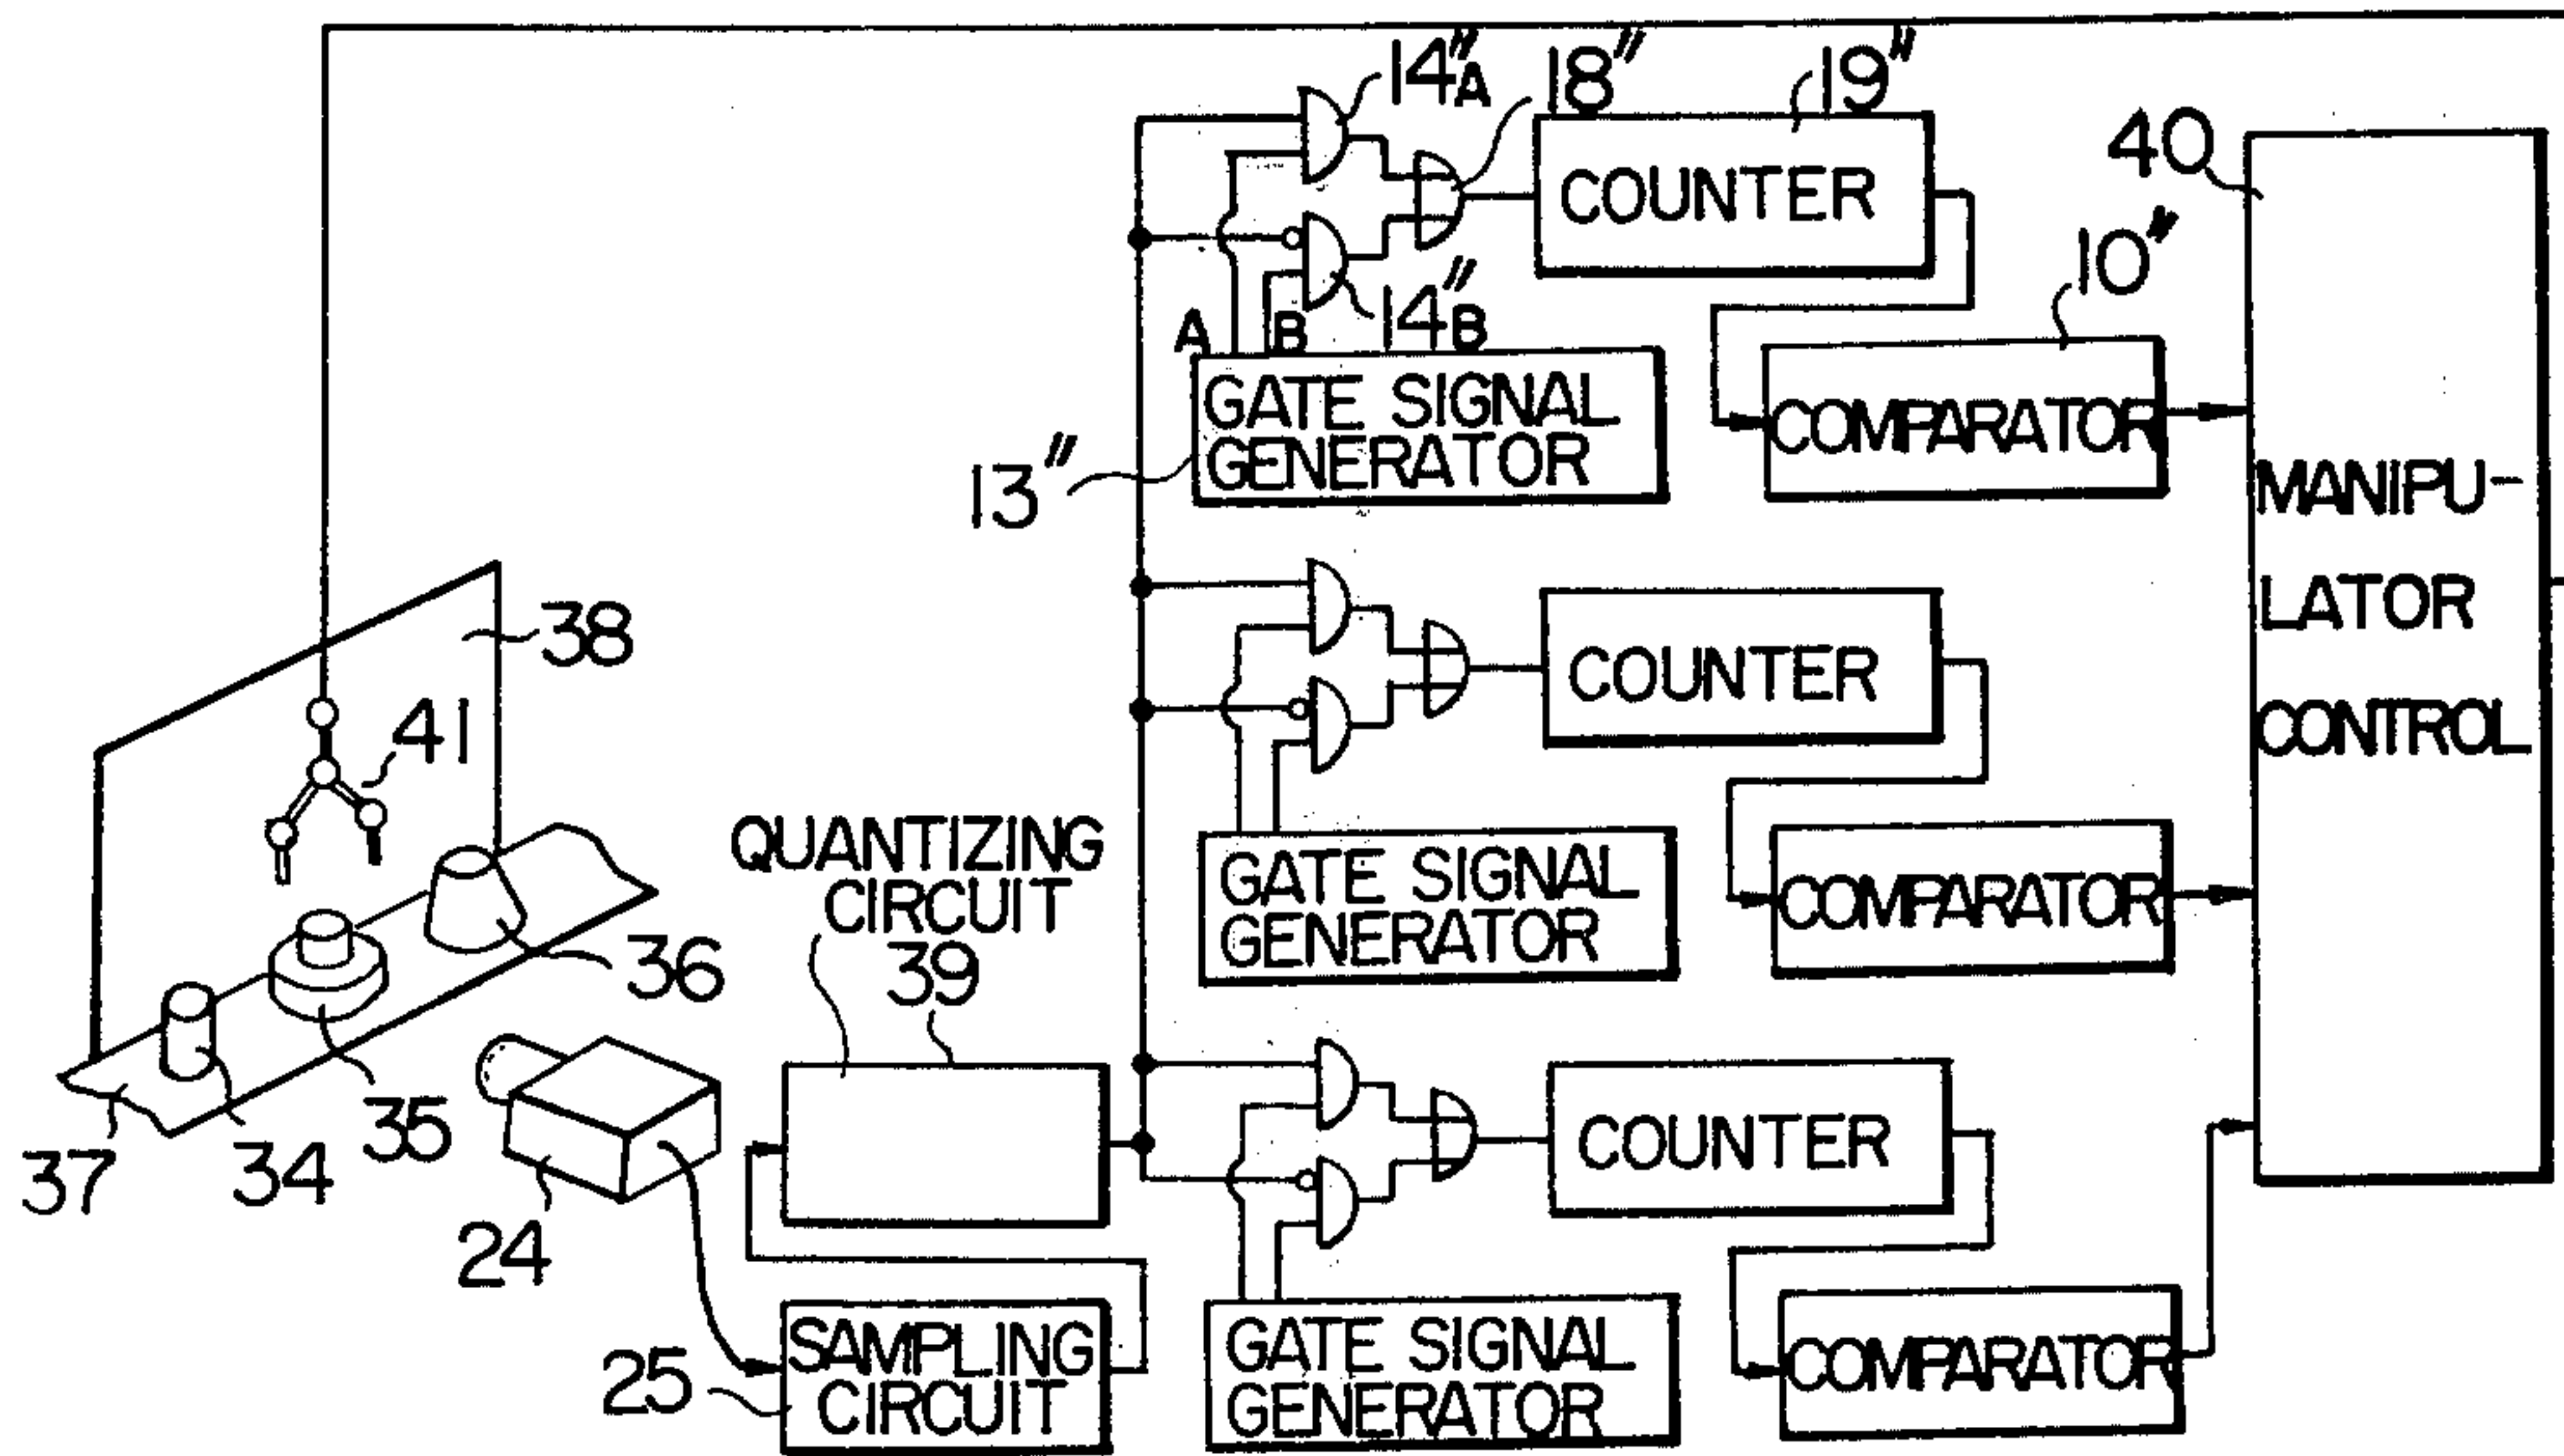 14"A
18"
19"
40
COUNTER
10"
14"B
A
B
GATE SIGNAL
GENERATOR
COMPARATOR
13"
MANIPU-
LATOR
CONTROL
38
COUNTER
41
QUANTIZING
CIRCUIT
39
GATE SIGNAL
GENERATOR
COMPARATOR
36
35
34
37
24
COUNTER
SAMPLING
CIRCUIT
25
GATE SIGNAL
GENERATOR
COMPARATOR